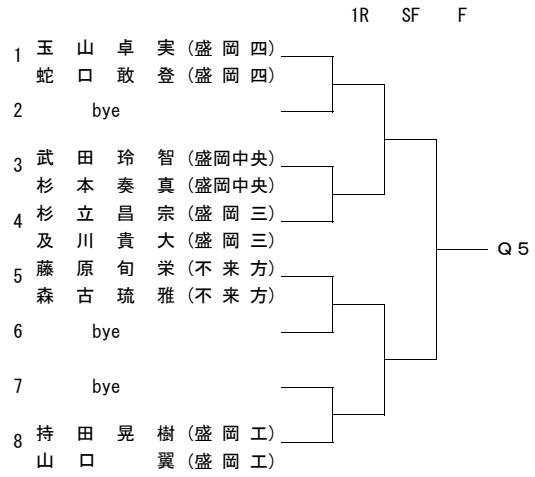 1R SF F
1 玉 山 卓 実 (盛 岡 四)
蛇 口 敢 登 (盛 岡 四)
2 bye
3 武 田 玲 智 (盛岡中央)
杉 本 奏 真 (盛岡中央)
4 杉 立 昌 宗 (盛 岡 三)
及 川 貴 大 (盛 岡 三)
Q5
5 藤 原 旬 栄 (不 来 方)
森 古 琉 雅 (不 来 方)
6 bye
7 bye
8 持 田 晃 樹 (盛 岡 工)
山 口 翼 (盛 岡 工)